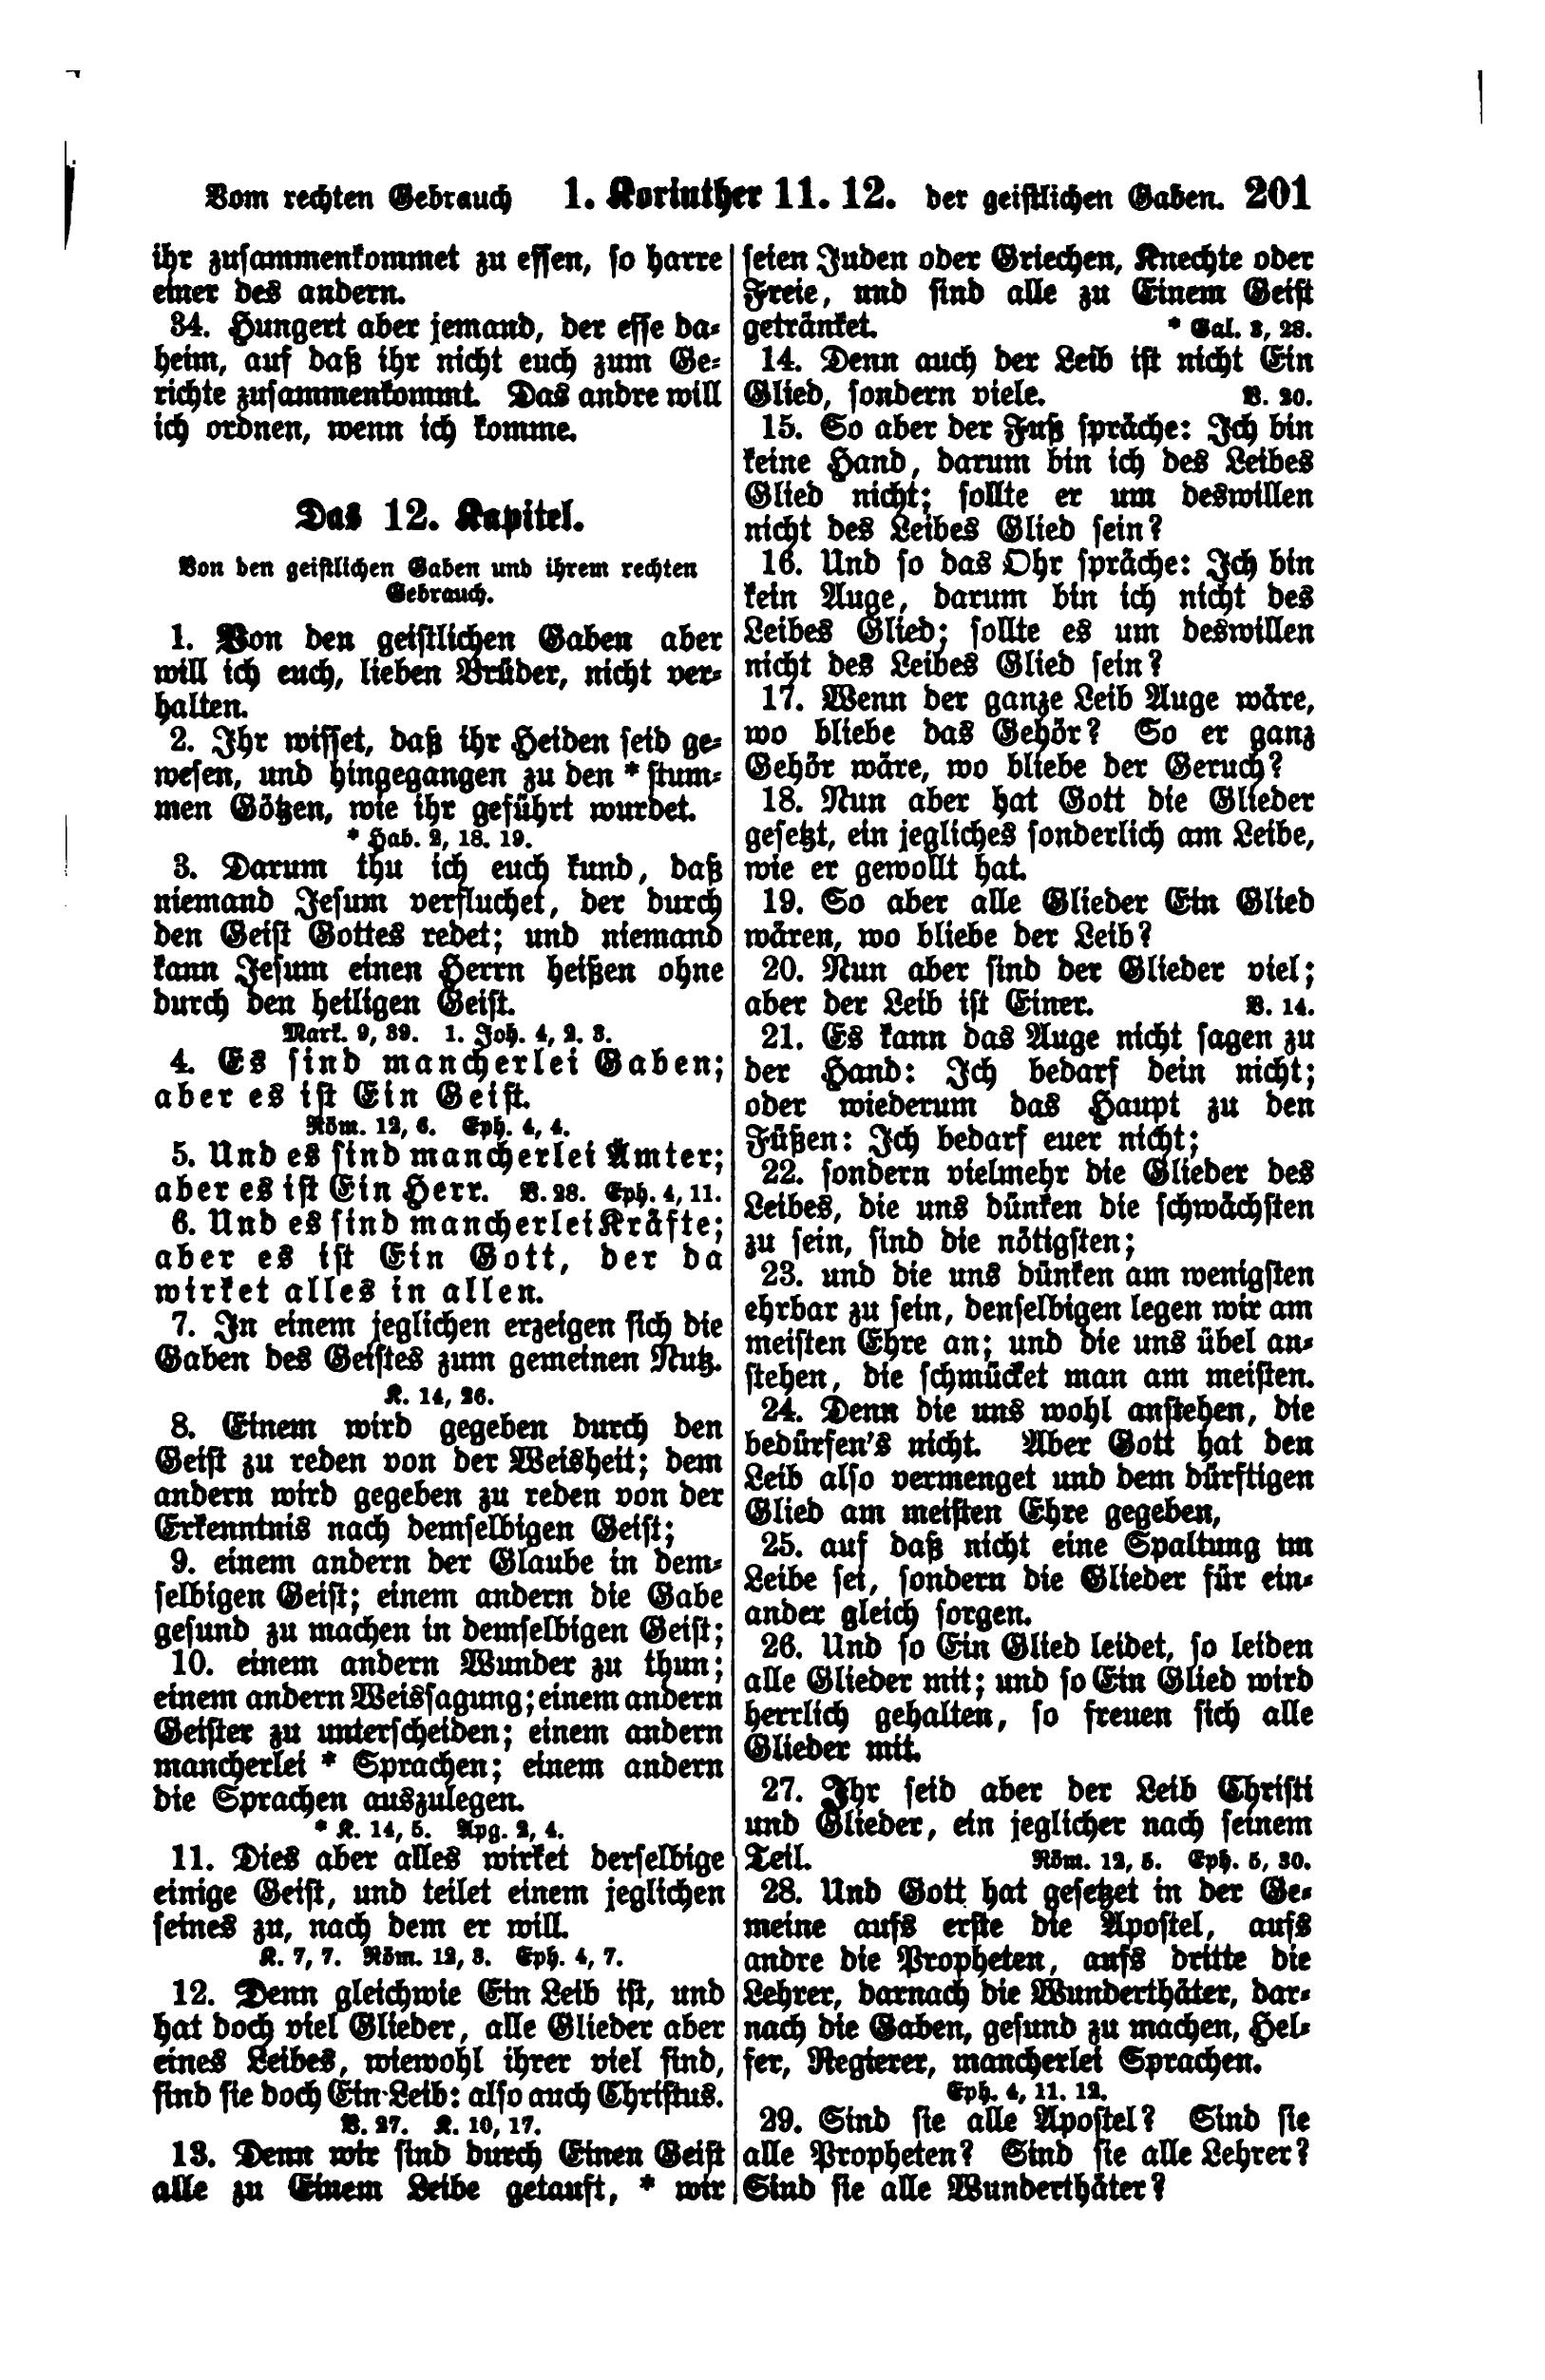 Vom rechten Gebrauch 1. Korinther 11. 12. der geistlichen Gaben. 201
ihr zusammenkommet zu essen, so harre
einer des andern.
34. Hungert aber jemand, der esse da-
heim, auf daß ihr nicht euch zum Ge-
richte zusammenkommt. Das andre will
ich ordnen, wenn ich komme.
Das 12. Kapitel.
Von den geistlichen Gaben und ihrem rechten
Gebrauch.
1. Von den geistlichen Gaben aber
will ich euch, lieben Brüder, nicht ver-
halten.
2. Ihr wisset, daß ihr Heiden seid ge-
wesen, und hingegangen zu den * stum-
men Götzen, wie ihr geführt wurdet.
* Hab. 2, 18. 19.
3. Darum thu ich euch kund, daß
niemand Jesum verfluchet, der durch
den Geist Gottes redet; und niemand
kann Jesum einen Herrn heißen ohne
durch den heiligen Geist.
Mark. 9, 39. 1. Joh. 4, 2. 3.
4. Es sind mancherlei Gaben;
aber es ist Ein Geist.
Röm. 12, 6. Eph. 4, 4.
5. Und es sind mancherlei Ämter;
aber es ist Ein Herr. V. 28. Eph. 4, 11.
6. Und es sind mancherlei Kräfte;
aber es ist Ein Gott, der da
wirket alles in allen.
7. In einem jeglichen erzeigen sich die
Gaben des Geistes zum gemeinen Nutz.
K. 14, 26.
8. Einem wird gegeben durch den
Geist zu reden von der Weisheit; dem
andern wird gegeben zu reden von der
Erkenntnis nach demselbigen Geist;
9. einem andern der Glaube in dem-
selbigen Geist; einem andern die Gabe
gesund zu machen in demselbigen Geist;
10. einem andern Wunder zu thun;
einem andern Weissagung; einem andern
Geister zu unterscheiden; einem andern
mancherlei * Sprachen; einem andern
die Sprachen auszulegen.
* K. 14, 5. Apg. 2, 4.
11. Dies aber alles wirket derselbige
einige Geist, und teilet einem jeglichen
seines zu, nach dem er will.
K. 7, 7. Röm. 12, 3. Eph. 4, 7.
12. Denn gleichwie Ein Leib ist, und
hat doch viel Glieder, alle Glieder aber
eines Leibes, wiewohl ihrer viel sind,
sind sie doch Ein Leib: also auch Christus.
V. 27. K. 10, 17.
13. Denn wir sind durch Einen Geist
alle zu Einem Leibe getauft, * wir
seien Juden oder Griechen, Knechte oder
Freie, und sind alle zu Einem Geist
getränket. * Gal. 3, 28.
14. Denn auch der Leib ist nicht Ein
Glied, sondern viele. V. 20.
15. So aber der Fuß spräche: Ich bin
keine Hand, darum bin ich des Leibes
Glied nicht; sollte er um deswillen
nicht des Leibes Glied sein?
16. Und so das Ohr spräche: Ich bin
kein Auge, darum bin ich nicht des
Leibes Glied; sollte es um deswillen
nicht des Leibes Glied sein?
17. Wenn der ganze Leib Auge wäre,
wo bliebe das Gehör? So er ganz
Gehör wäre, wo bliebe der Geruch?
18. Nun aber hat Gott die Glieder
gesetzt, ein jegliches sonderlich am Leibe,
wie er gewollt hat.
19. So aber alle Glieder Ein Glied
wären, wo bliebe der Leib?
20. Nun aber sind der Glieder viel;
aber der Leib ist Einer. V. 14.
21. Es kann das Auge nicht sagen zu
der Hand: Ich bedarf dein nicht;
oder wiederum das Haupt zu den
Füßen: Ich bedarf euer nicht;
22. sondern vielmehr die Glieder des
Leibes, die uns dünken die schwächsten
zu sein, sind die nötigsten;
23. und die uns dünken am wenigsten
ehrbar zu sein, denselbigen legen wir am
meisten Ehre an; und die uns übel an-
stehen, die schmücket man am meisten.
24. Denn die uns wohl anstehen, die
bedürfen's nicht. Aber Gott hat den
Leib also vermenget und dem dürftigen
Glied am meisten Ehre gegeben,
25. auf daß nicht eine Spaltung im
Leibe sei, sondern die Glieder für ein-
ander gleich sorgen.
26. Und so Ein Glied leidet, so leiden
alle Glieder mit; und so Ein Glied wird
herrlich gehalten, so freuen sich alle
Glieder mit.
27. Ihr seid aber der Leib Christi
und Glieder, ein jeglicher nach seinem
Teil. Röm. 12, 5. Eph. 5, 30.
28. Und Gott hat gesetzet in der Ge-
meine aufs erste die Apostel, aufs
andre die Propheten, aufs dritte die
Lehrer, darnach die Wunderthäter, dar-
nach die Gaben, gesund zu machen, Hel-
fer, Regierer, mancherlei Sprachen.
Eph. 4, 11. 12.
29. Sind sie alle Apostel? Sind sie
alle Propheten? Sind sie alle Lehrer?
Sind sie alle Wunderthäter?